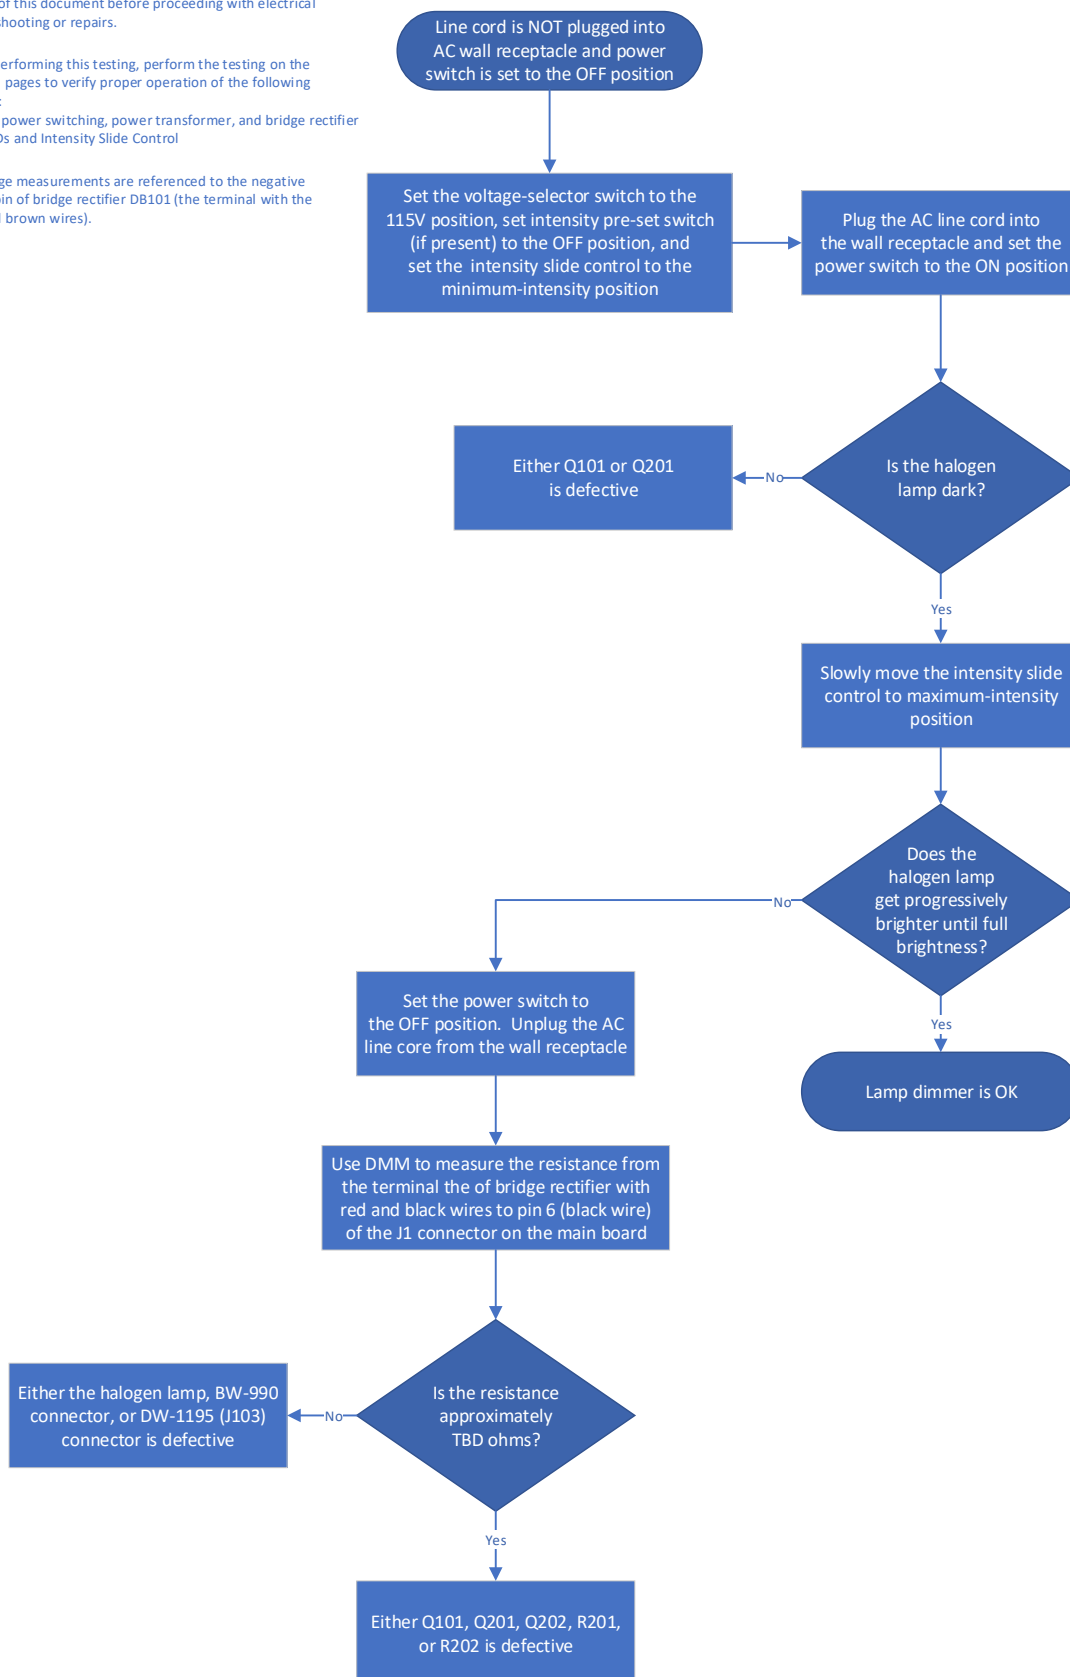 of this document before proceeding with electrical
shooting or repairs.
erforming this testing, perform the testing on the
pages to verify proper operation of the following
:
power switching, power transformer, and bridge rectifier
Ds and Intensity Slide Control
ge measurements are referenced to the negative
pin of bridge rectifier DB101 (the terminal with the
d brown wires).
Line cord is NOT plugged into
AC wall receptacle and power
switch is set to the OFF position
Set the voltage-selector switch to the
115V position, set intensity pre-set switch
(if present) to the OFF position, and
set the intensity slide control to the
minimum-intensity position
Plug the AC line cord into
the wall receptacle and set the
power switch to the ON position
Is the halogen
lamp dark?
No
Either Q101 or Q201
is defective
Yes
Slowly move the intensity slide
control to maximum-intensity
position
Does the
halogen lamp
get progressively
brighter until full
brightness?
No
Yes
Lamp dimmer is OK
Set the power switch to
the OFF position. Unplug the AC
line core from the wall receptacle
Use DMM to measure the resistance from
the terminal the of bridge rectifier with
red and black wires to pin 6 (black wire)
of the J1 connector on the main board
Is the resistance
approximately
TBD ohms?
No
Either the halogen lamp, BW-990
connector, or DW-1195 (J103)
connector is defective
Yes
Either Q101, Q201, Q202, R201,
or R202 is defective